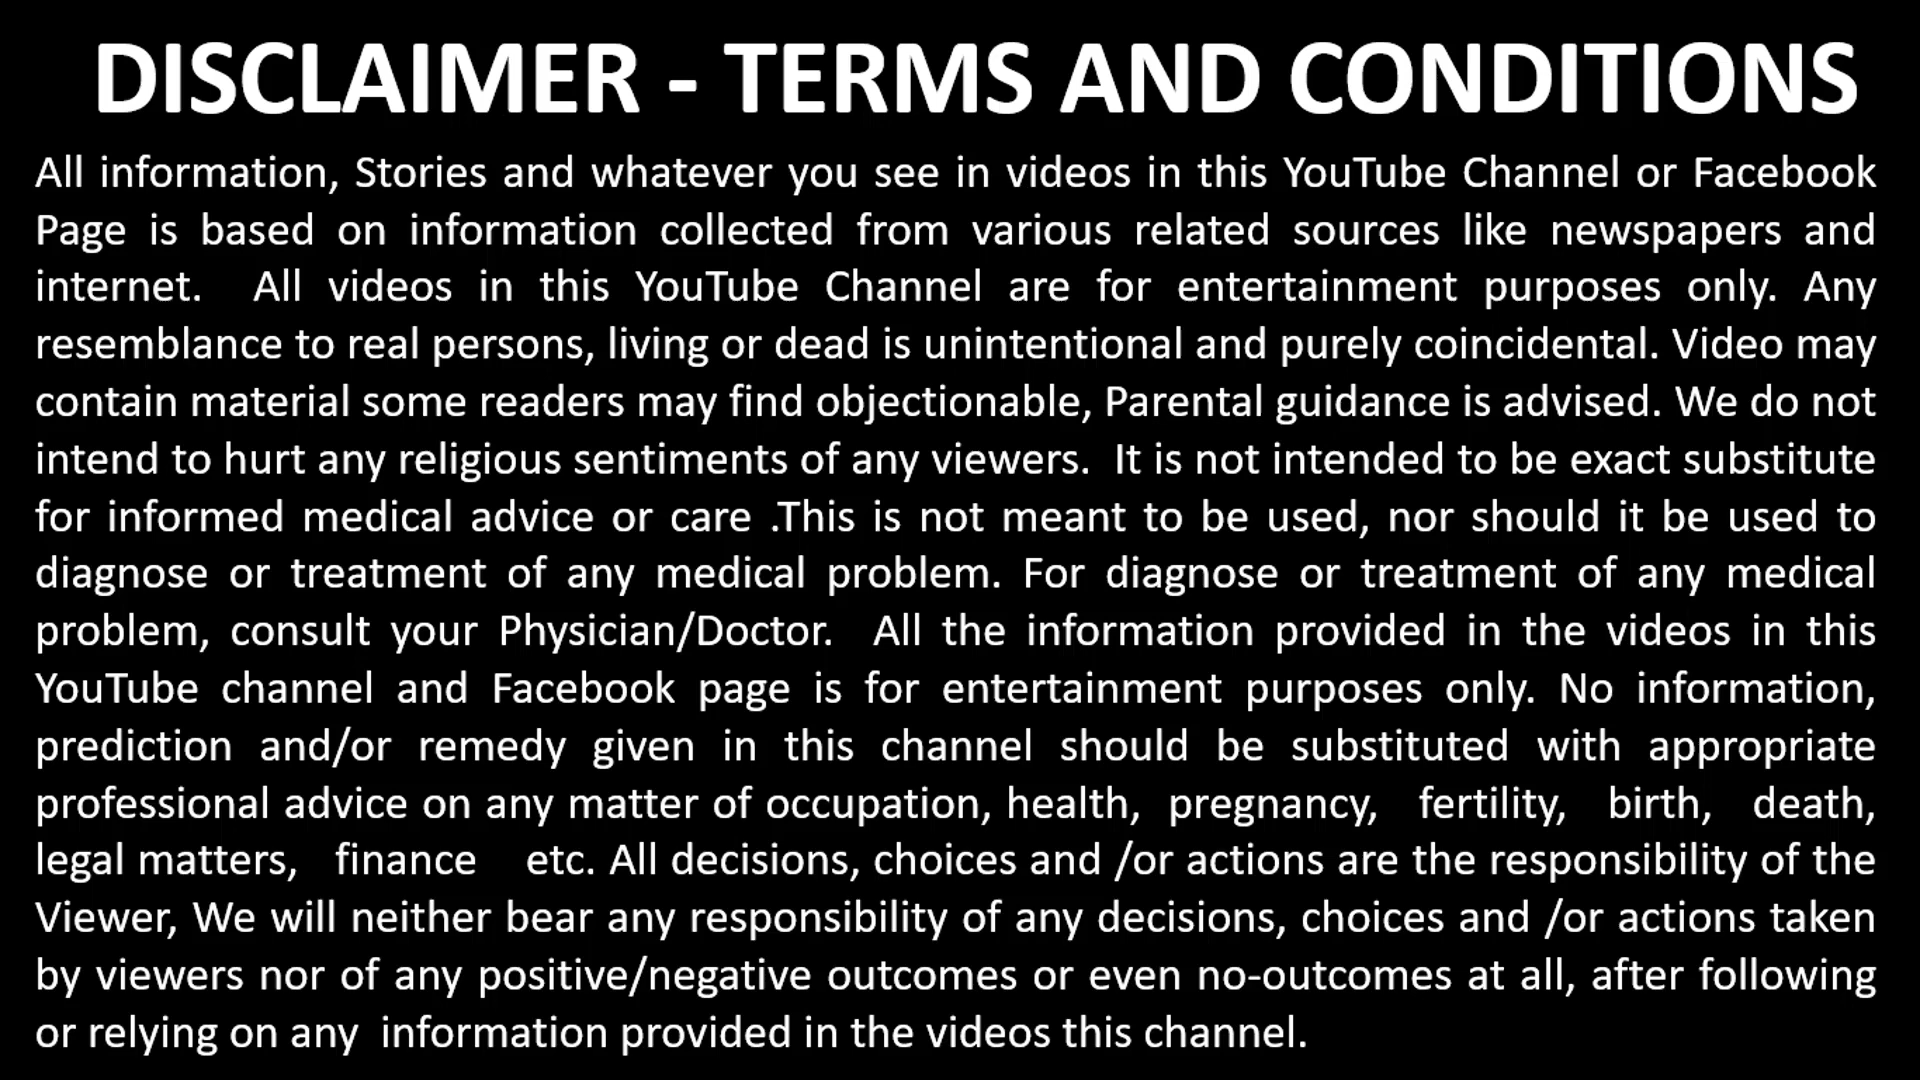 DISCLAIMER - TERMS AND CONDITIONS
All information, Stories and whatever you see in videos in this YouTube Channel or Facebook
Page is based on information collected from various related sources like newspapers and
internet. All videos in this YouTube Channel are for entertainment purposes only. Any
resemblance to real persons, living or dead is unintentional and purely coincidental. Video may
contain material some readers may find objectionable, Parental guidance is advised. We do not
intend to hurt any religious sentiments of any viewers. It is not intended to be exact substitute
for informed medical advice or care .This is not meant to be used, nor should it be used to
diagnose or treatment of any medical problem. For diagnose or treatment of any medical
problem, consult your Physician/Doctor. All the information provided in the videos in this
YouTube channel and Facebook page is for entertainment purposes only. No information,
prediction and/or remedy given in this channel should be substituted with appropriate
professional advice on any matter of occupation, health, pregnancy, fertility, birth, death,
legal matters, finance etc. All decisions, choices and /or actions are the responsibility of the
Viewer, We will neither bear any responsibility of any decisions, choices and /or actions taken
by viewers nor of any positive/negative outcomes or even no-outcomes at all, after following
or relying on any information provided in the videos this channel.